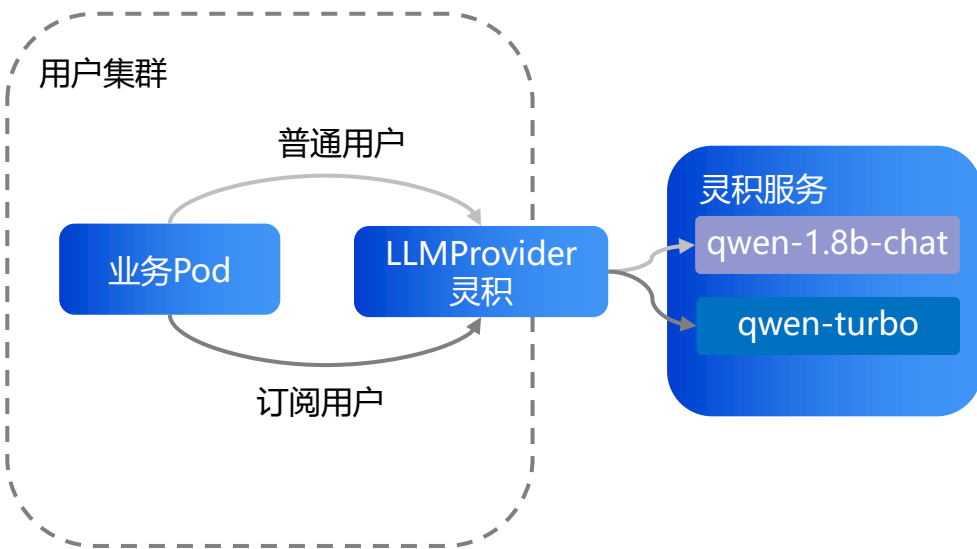 用户集群
普通用户
业务Pod
LLMProvider
灵积
订阅用户
灵积服务
qwen-1.8b-chat
qwen-turbo